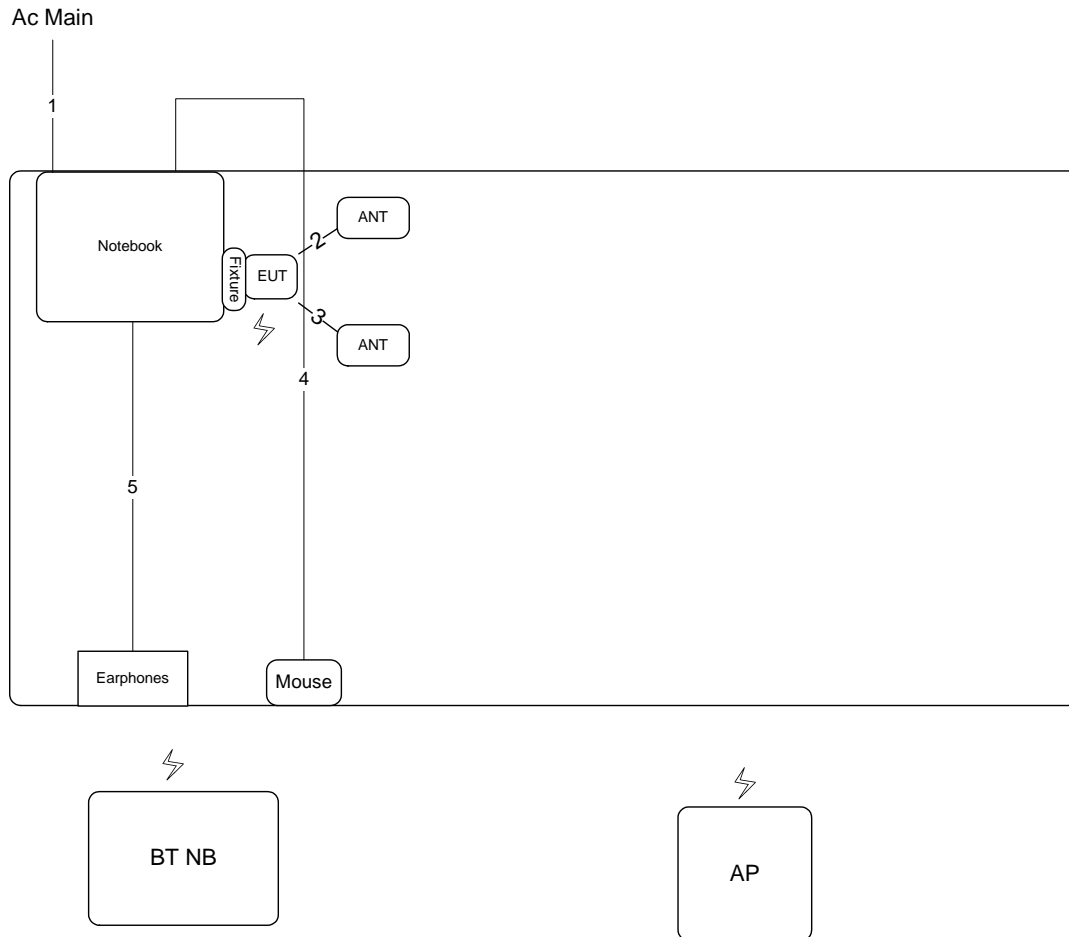 Ac Main
1
Notebook
Fixture
EUT
2
ANT
3
ANT
4
5
Earphones
Mouse
BT NB
AP